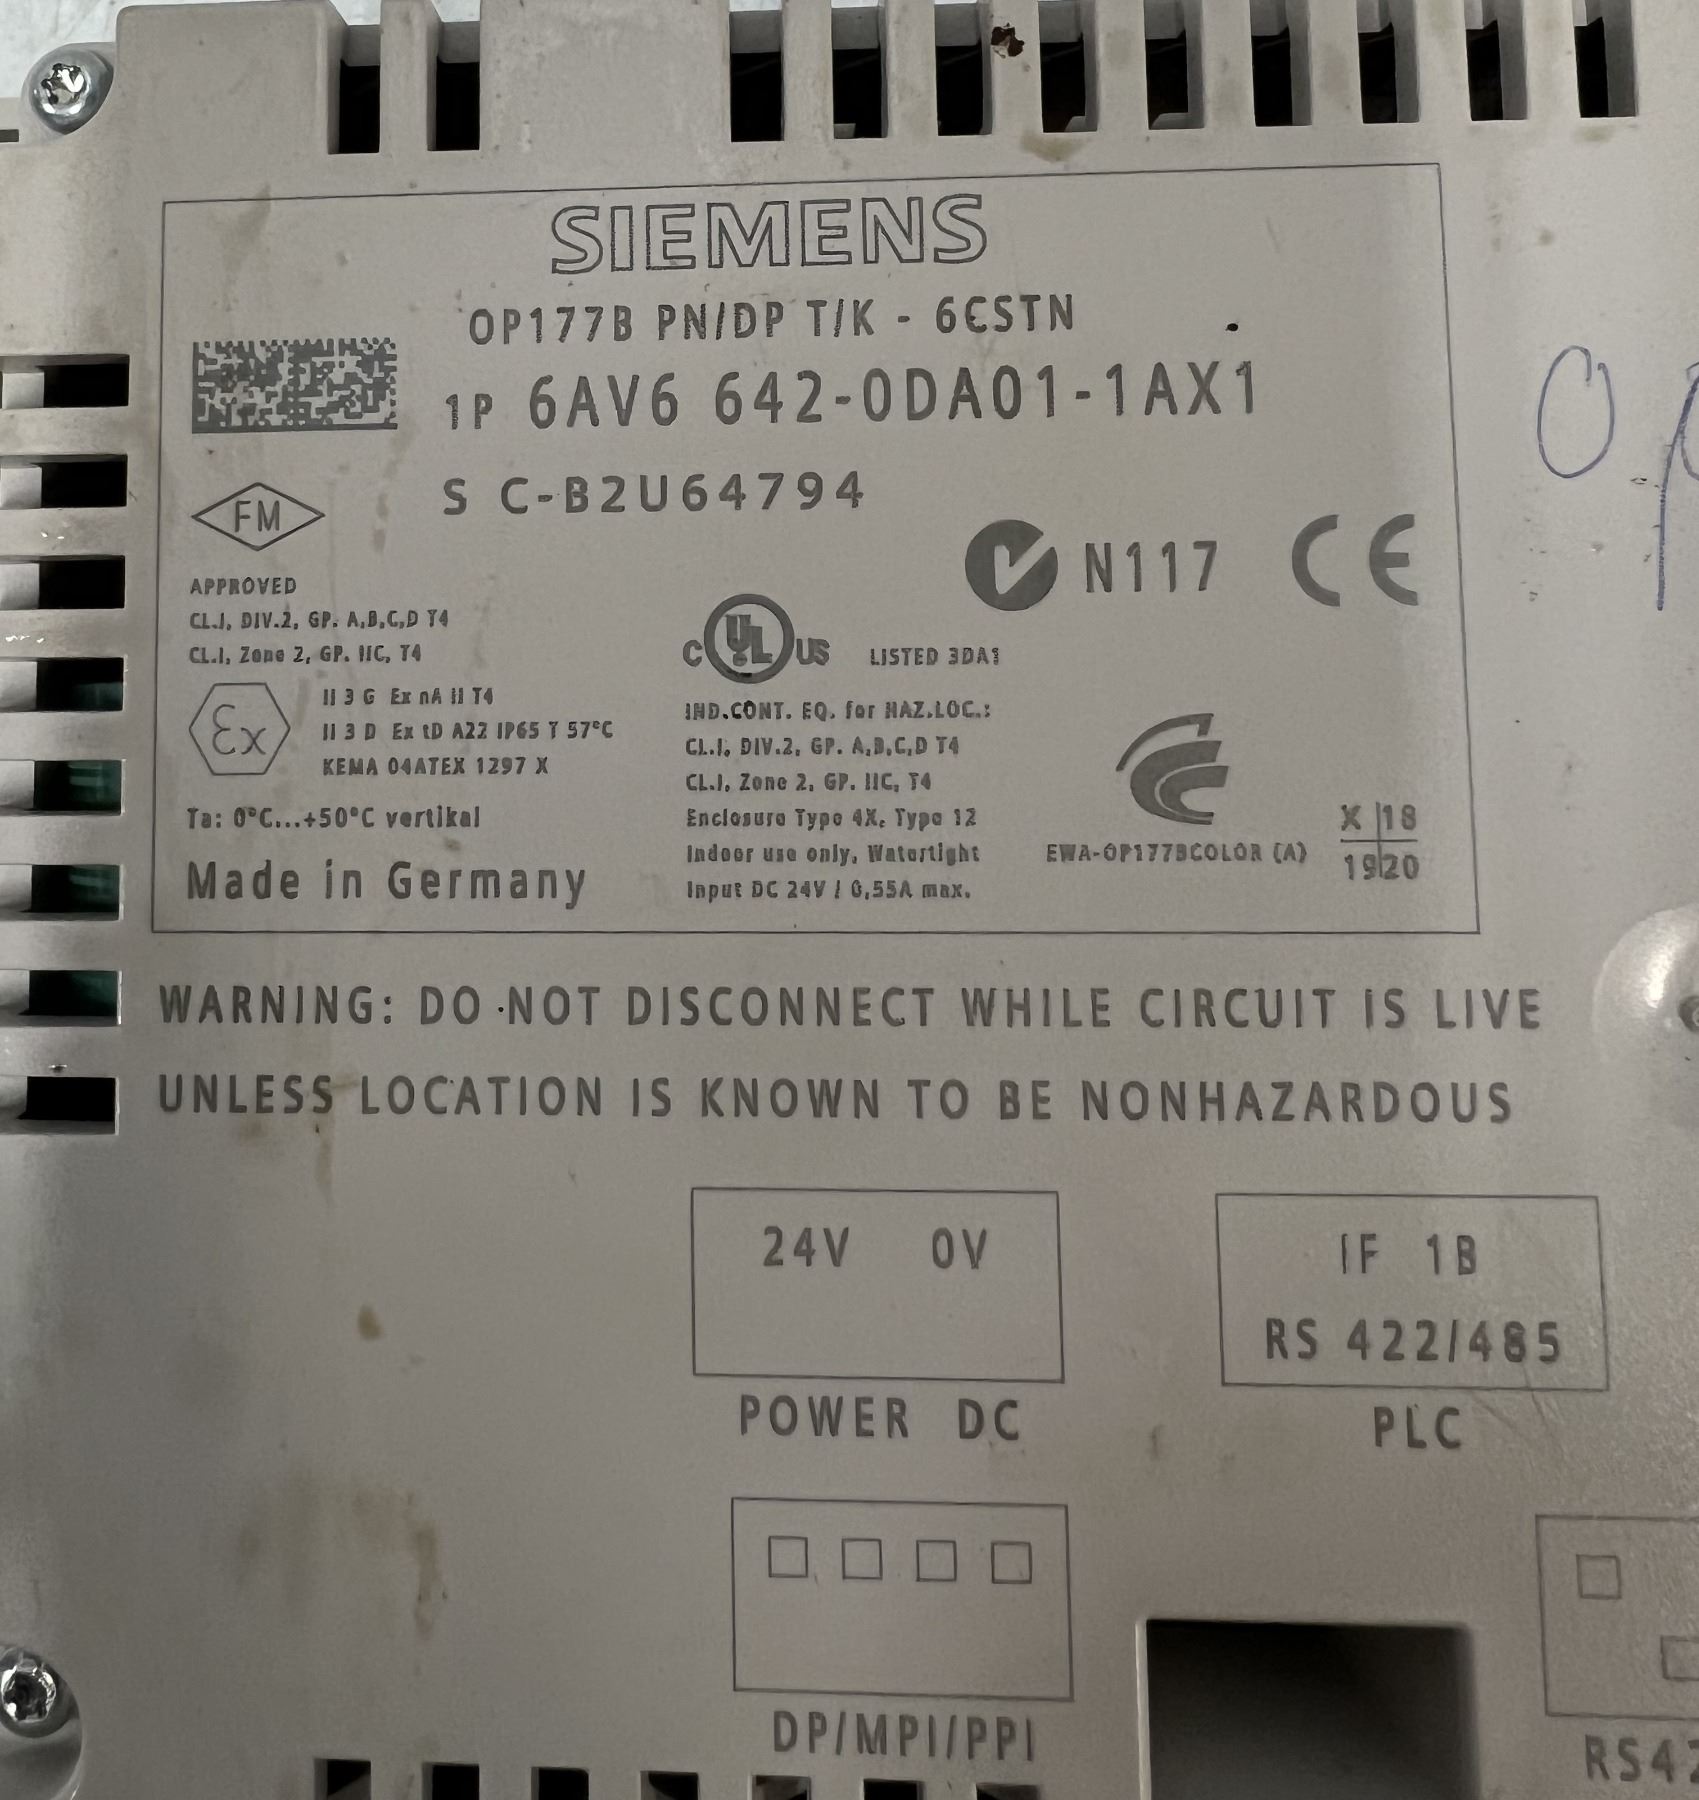 SIEMENS
OP177B PN/DP T/K - 6CSTN
1P 6AV6 642-0DA01-1AX1
S C-B2U64794
FM
N117 CE
APPROVED
CL.I, DIV.2, GP. A,B,C,D T4
CL.I, Zone 2, GP. IIC, T4
C UL US LISTED 3DA1
Ex
II 3 G Ex nA II T4
II 3 D Ex tD A22 IP65 T 57°C
KEMA 04ATEX 1297 X
IND.CONT. EQ. for HAZ.LOC.:
CL.I, DIV.2, GP. A,B,C,D T4
CL.I, Zone 2, GP. IIC, T4
Enclosure Type 4X, Type 12
Indoor use only, Watertight
Input DC 24V / 0,55A max.
Ta: 0°C...+50°C vertikal
Made in Germany
EWA-OP177BCOLOR (A)
X 18
19 20
WARNING: DO NOT DISCONNECT WHILE CIRCUIT IS LIVE
UNLESS LOCATION IS KNOWN TO BE NONHAZARDOUS
24V 0V
POWER DC
IF 1B
RS 422/485
PLC
DP/MPI/PPI
RS42